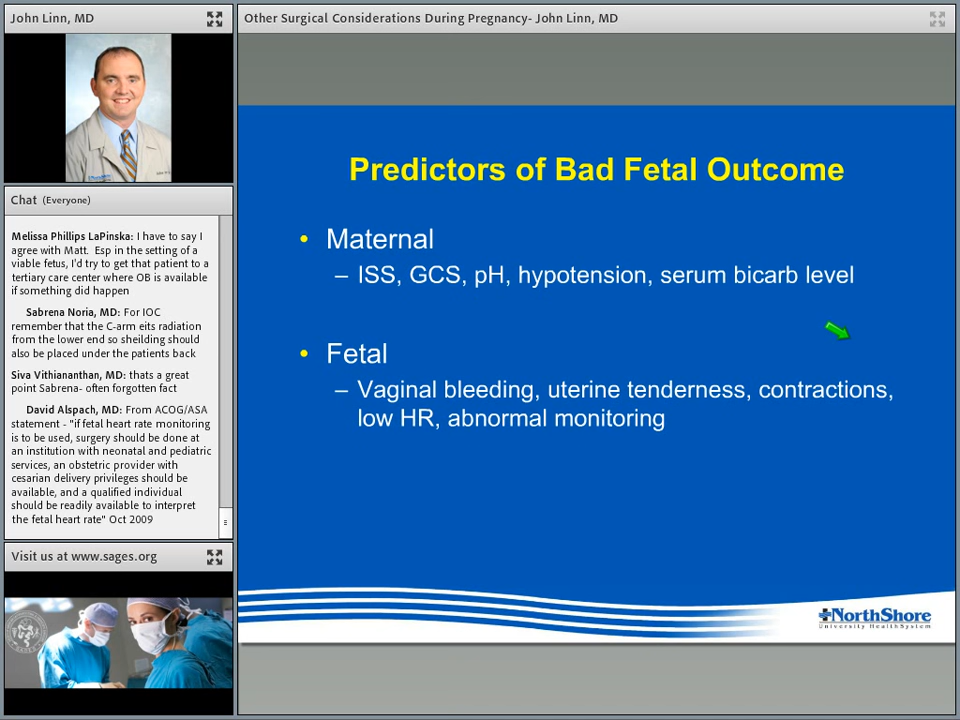 John Linn, MD
Other Surgical Considerations During Pregnancy- John Linn, MD
Chat (Everyone)
Melissa Phillips LaPinska: I have to say I
agree with Matt. Esp in the setting of a
viable fetus, I'd try to get that patient to a
tertiary care center where OB is available
if something did happen
Sabrena Noria, MD: For IOC
remember that the C-arm eits radiation
from the lower end so sheilding should
also be placed under the patients back
Siva Vithiananthan, MD: thats a great
point Sabrena- often forgotten fact
David Alspach, MD: From ACOG/ASA
statement - "if fetal heart rate monitoring
is to be used, surgery should be done at
an institution with neonatal and pediatric
services, an obstetric provider with
cesarian delivery privileges should be
available, and a qualified individual
should be readily available to interpret
the fetal heart rate" Oct 2009
Visit us at www.sages.org
Predictors of Bad Fetal Outcome
• Maternal
– ISS, GCS, pH, hypotension, serum bicarb level
• Fetal
– Vaginal bleeding, uterine tenderness, contractions,
low HR, abnormal monitoring
NorthShore
University HealthSystem